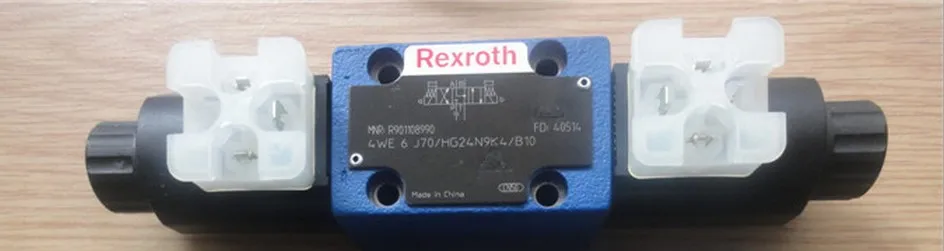 Rexroth
MNR: R901108990 FD: 40514
4WE 6 J70/HG24N9K4/B10
Made in China